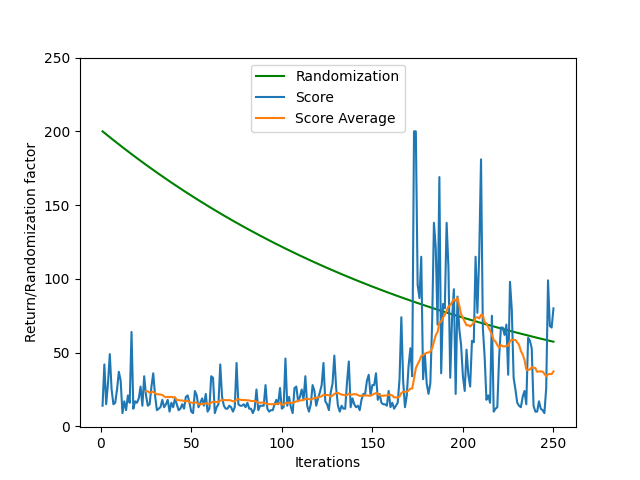 250
200
150
100
50
0
Return/Randomization factor
Randomization
Score
Score Average
0 50 100 150 200 250
Iterations